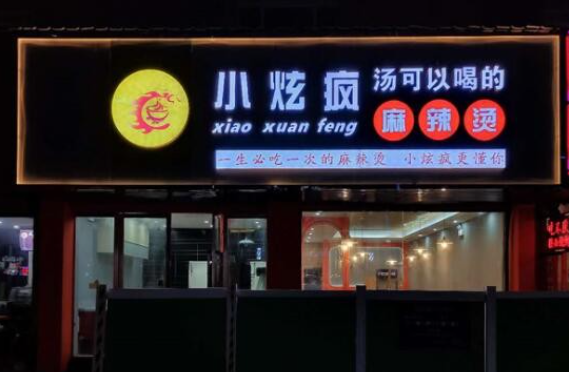 小炫疯
xiao xuan feng
汤可以喝的
麻辣烫
一生必吃一次的麻辣烫 小炫疯更懂你